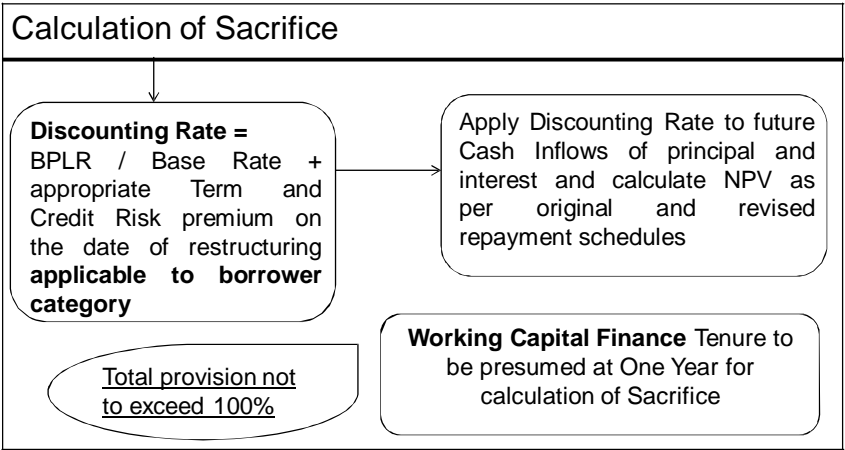 Calculation of Sacrifice
Discounting Rate =
BPLR / Base Rate +
appropriate Term and
Credit Risk premium on
the date of restructuring
applicable to borrower
category
Apply Discounting Rate to future
Cash Inflows of principal and
interest and calculate NPV as
per original and revised
repayment schedules
Working Capital Finance Tenure to
be presumed at One Year for
calculation of Sacrifice
Total provision not
to exceed 100%